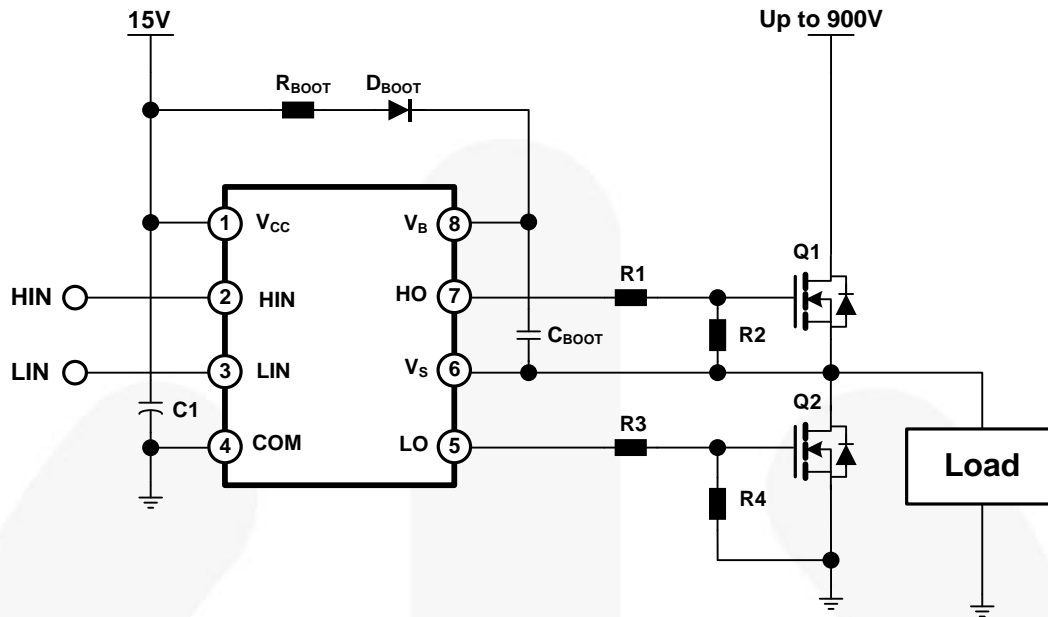 15V
Up to 900V
RBOOT
DBOOT
1
VCC
VB
8
Q1
R1
HIN
2
HIN
HO
7
R2
CBOOT
LIN
3
LIN
VS
6
Q2
C1
R3
4
COM
LO
5
Load
R4